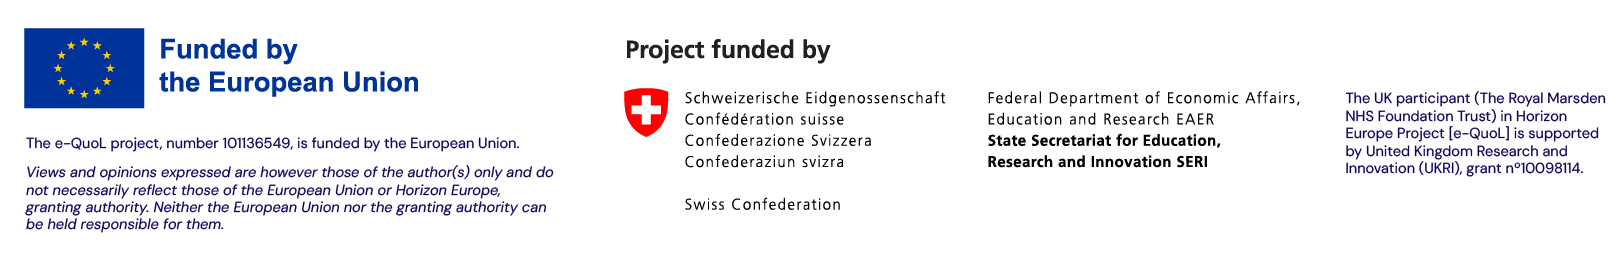 Funded by
the European Union
The e-QuoL project, number 101136549, is funded by the European Union.
Views and opinions expressed are however those of the author(s) only and do
not necessarily reflect those of the European Union or Horizon Europe,
granting authority. Neither the European Union nor the granting authority can
be held responsible for them.
Project funded by
Schweizerische Eidgenossenschaft
Confédération suisse
Confederazione Svizzera
Confederaziun svizra
Swiss Confederation
Federal Department of Economic Affairs,
Education and Research EAER
State Secretariat for Education,
Research and Innovation SERI
The UK participant (The Royal Marsden
NHS Foundation Trust) in Horizon
Europe Project [e-QuoL] is supported
by United Kingdom Research and
Innovation (UKRI), grant nº10098114.